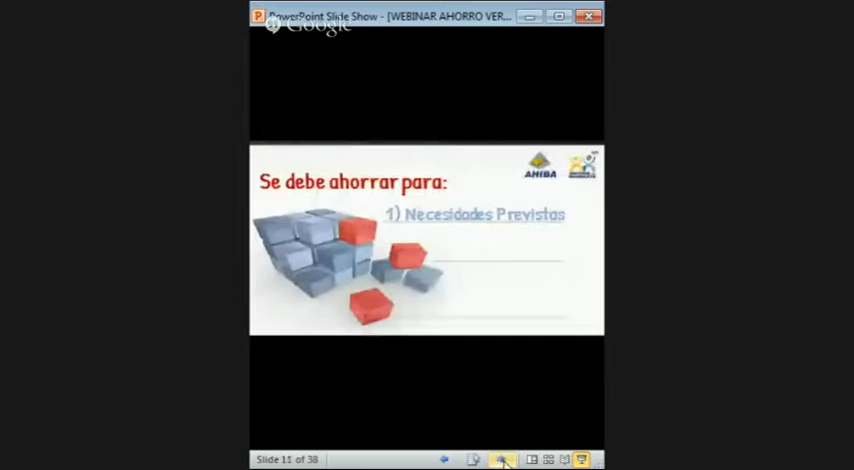 PowerPoint Slide Show - [WEBINAR AHORRO VER...
Google
AHIBA
Se debe ahorrar para:
1) Necesidades Previstas
Slide 11 of 38